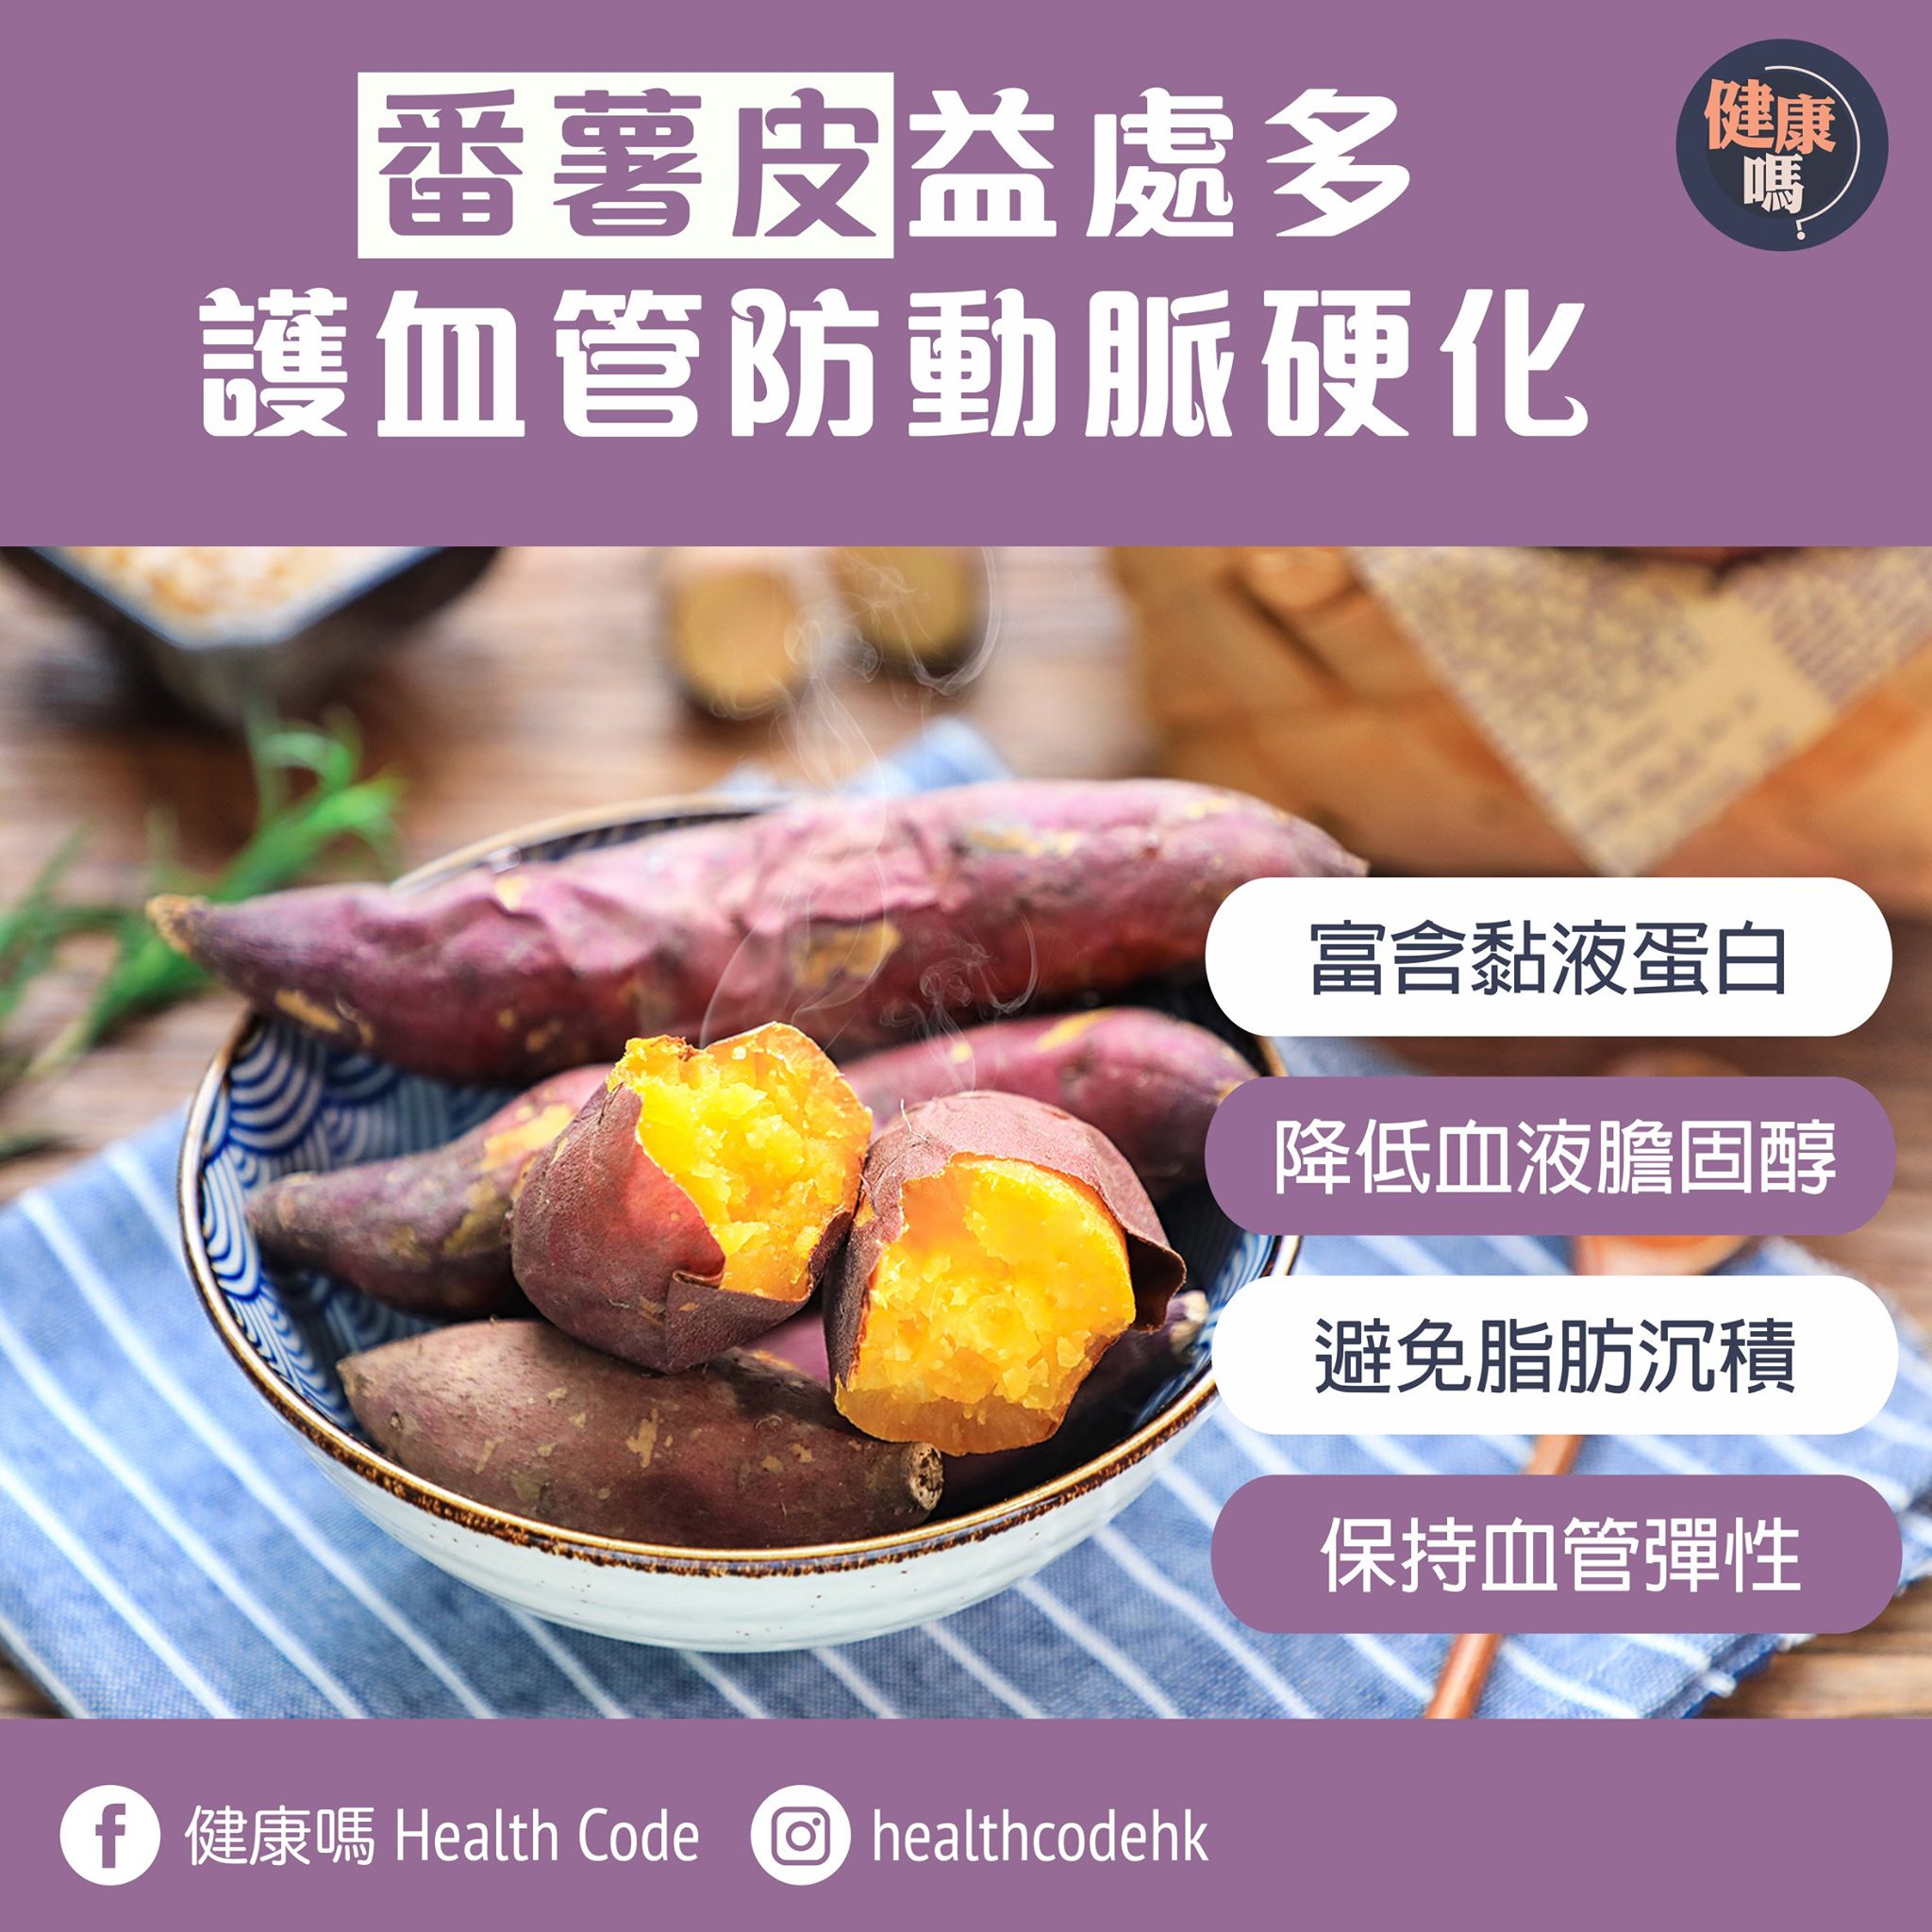 番薯皮益處多
護血管防動脈硬化
健康
嗎?
富含黏液蛋白
降低血液膽固醇
避免脂肪沉積
保持血管彈性
健康嗎 Health Code
healthcodehk